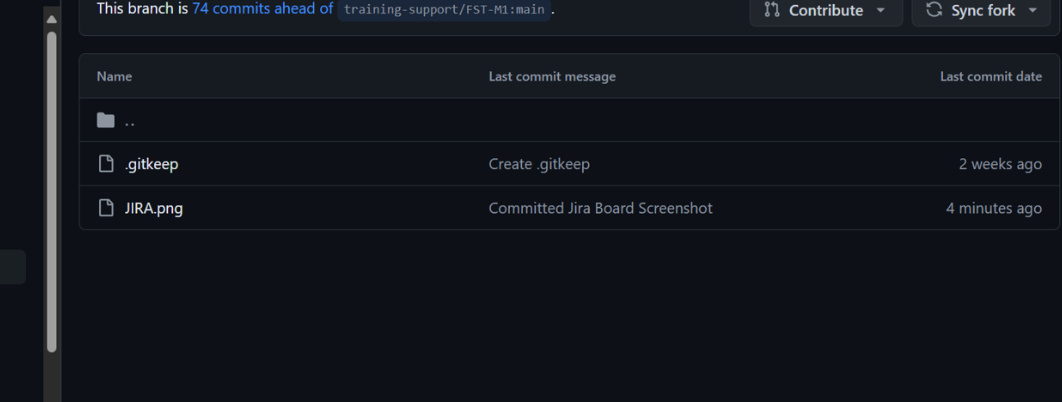 This branch is 74 commits ahead of training-support/FST-M1:main.
Contribute
Sync fork
Name Last commit message Last commit date
..
.gitkeep Create .gitkeep 2 weeks ago
JIRA.png Committed Jira Board Screenshot 4 minutes ago